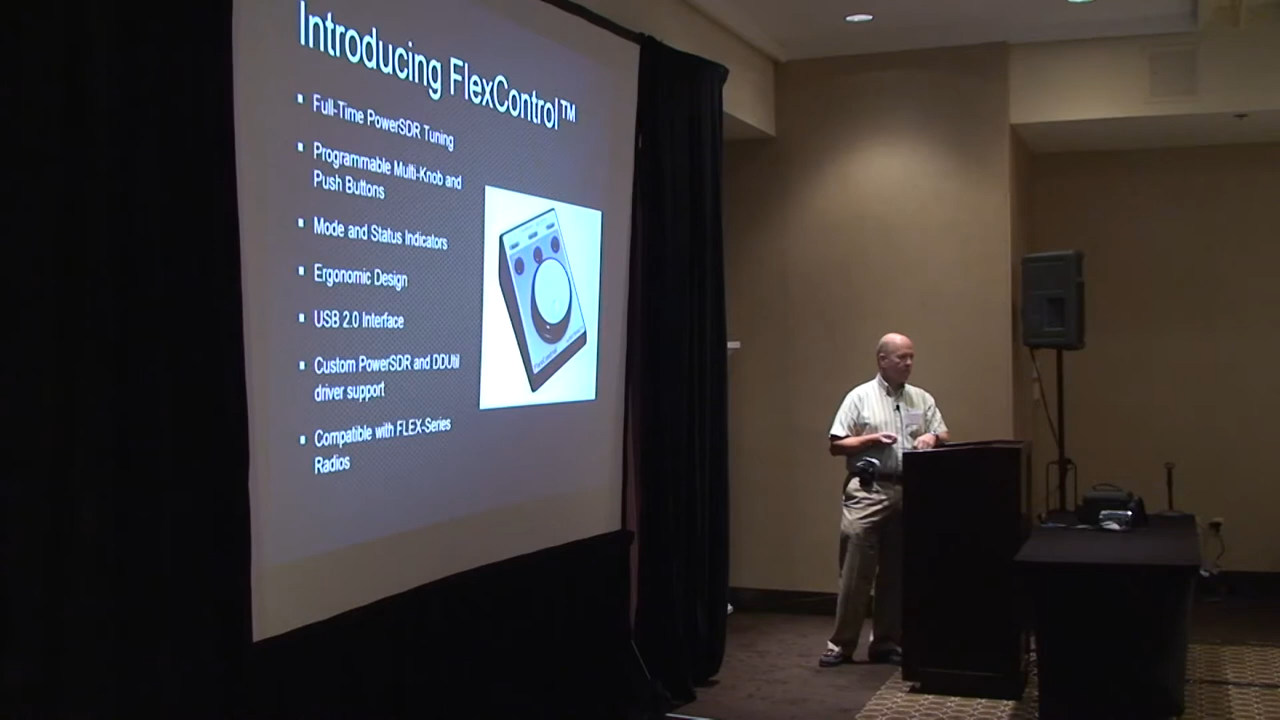 Introducing FlexControl™
▪ Full-Time PowerSDR Tuning
▪ Programmable Multi-Knob and
Push Buttons
▪ Mode and Status Indicators
▪ Ergonomic Design
▪ USB 2.0 Interface
▪ Custom PowerSDR and DDUtil
driver support
▪ Compatible with FLEX-Series
Radios
FlexControl